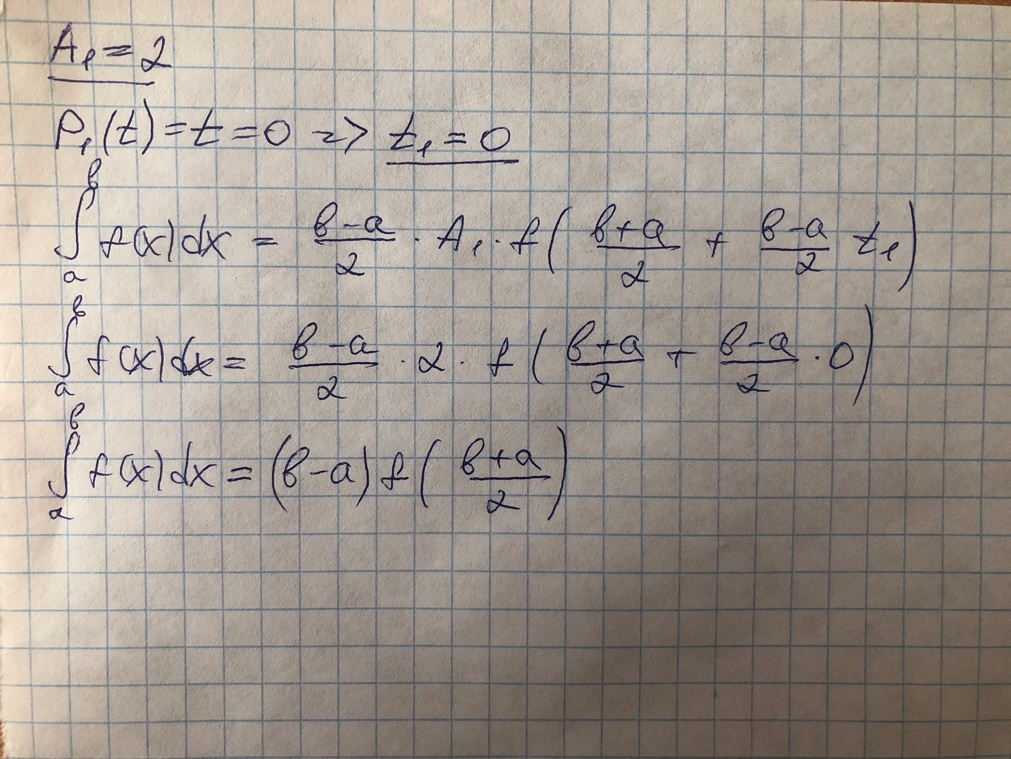 A₁ = 2
P₁(t) = t = 0 => t₁ = 0
∫ₐᵇ f(x)dx = (b-a)/2 · A₁ · f((b+a)/2 + (b-a)/2 t₁)
∫ₐᵇ f(x)dx = (b-a)/2 · 2 · f((b+a)/2 + (b-a)/2 · 0)
∫ₐᵇ f(x)dx = (b-a) f((b+a)/2)